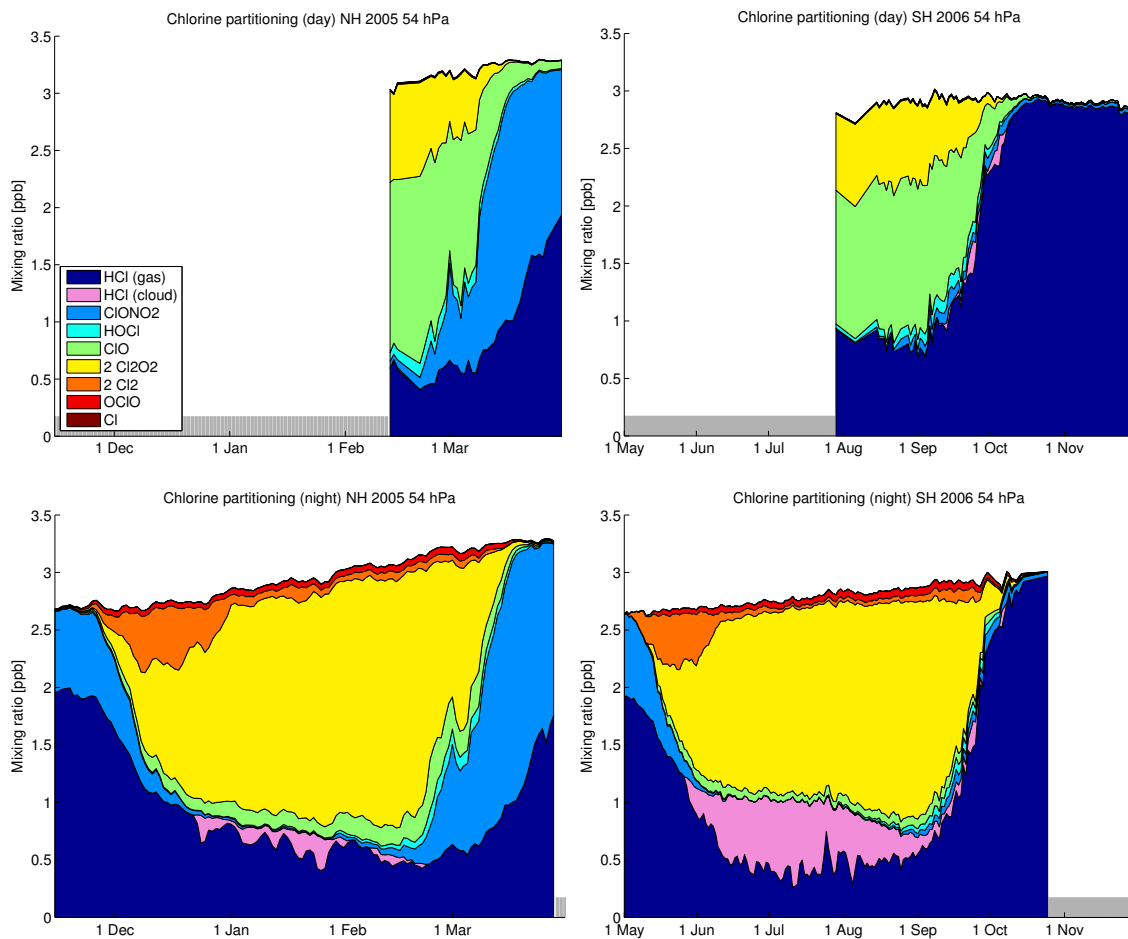 Chlorine partitioning (day) NH 2005 54 hPa
Mixing ratio [ppb]
3.5
3
2.5
2
1.5
1
0.5
0
HCl (gas)
HCl (cloud)
ClONO2
HOCl
ClO
2 Cl2O2
2 Cl2
OClO
Cl
1 Dec 1 Jan 1 Feb 1 Mar
Chlorine partitioning (day) SH 2006 54 hPa
Mixing ratio [ppb]
3.5
3
2.5
2
1.5
1
0.5
0
1 May 1 Jun 1 Jul 1 Aug 1 Sep 1 Oct 1 Nov
Chlorine partitioning (night) NH 2005 54 hPa
Mixing ratio [ppb]
3.5
3
2.5
2
1.5
1
0.5
0
1 Dec 1 Jan 1 Feb 1 Mar
Chlorine partitioning (night) SH 2006 54 hPa
Mixing ratio [ppb]
3.5
3
2.5
2
1.5
1
0.5
0
1 May 1 Jun 1 Jul 1 Aug 1 Sep 1 Oct 1 Nov